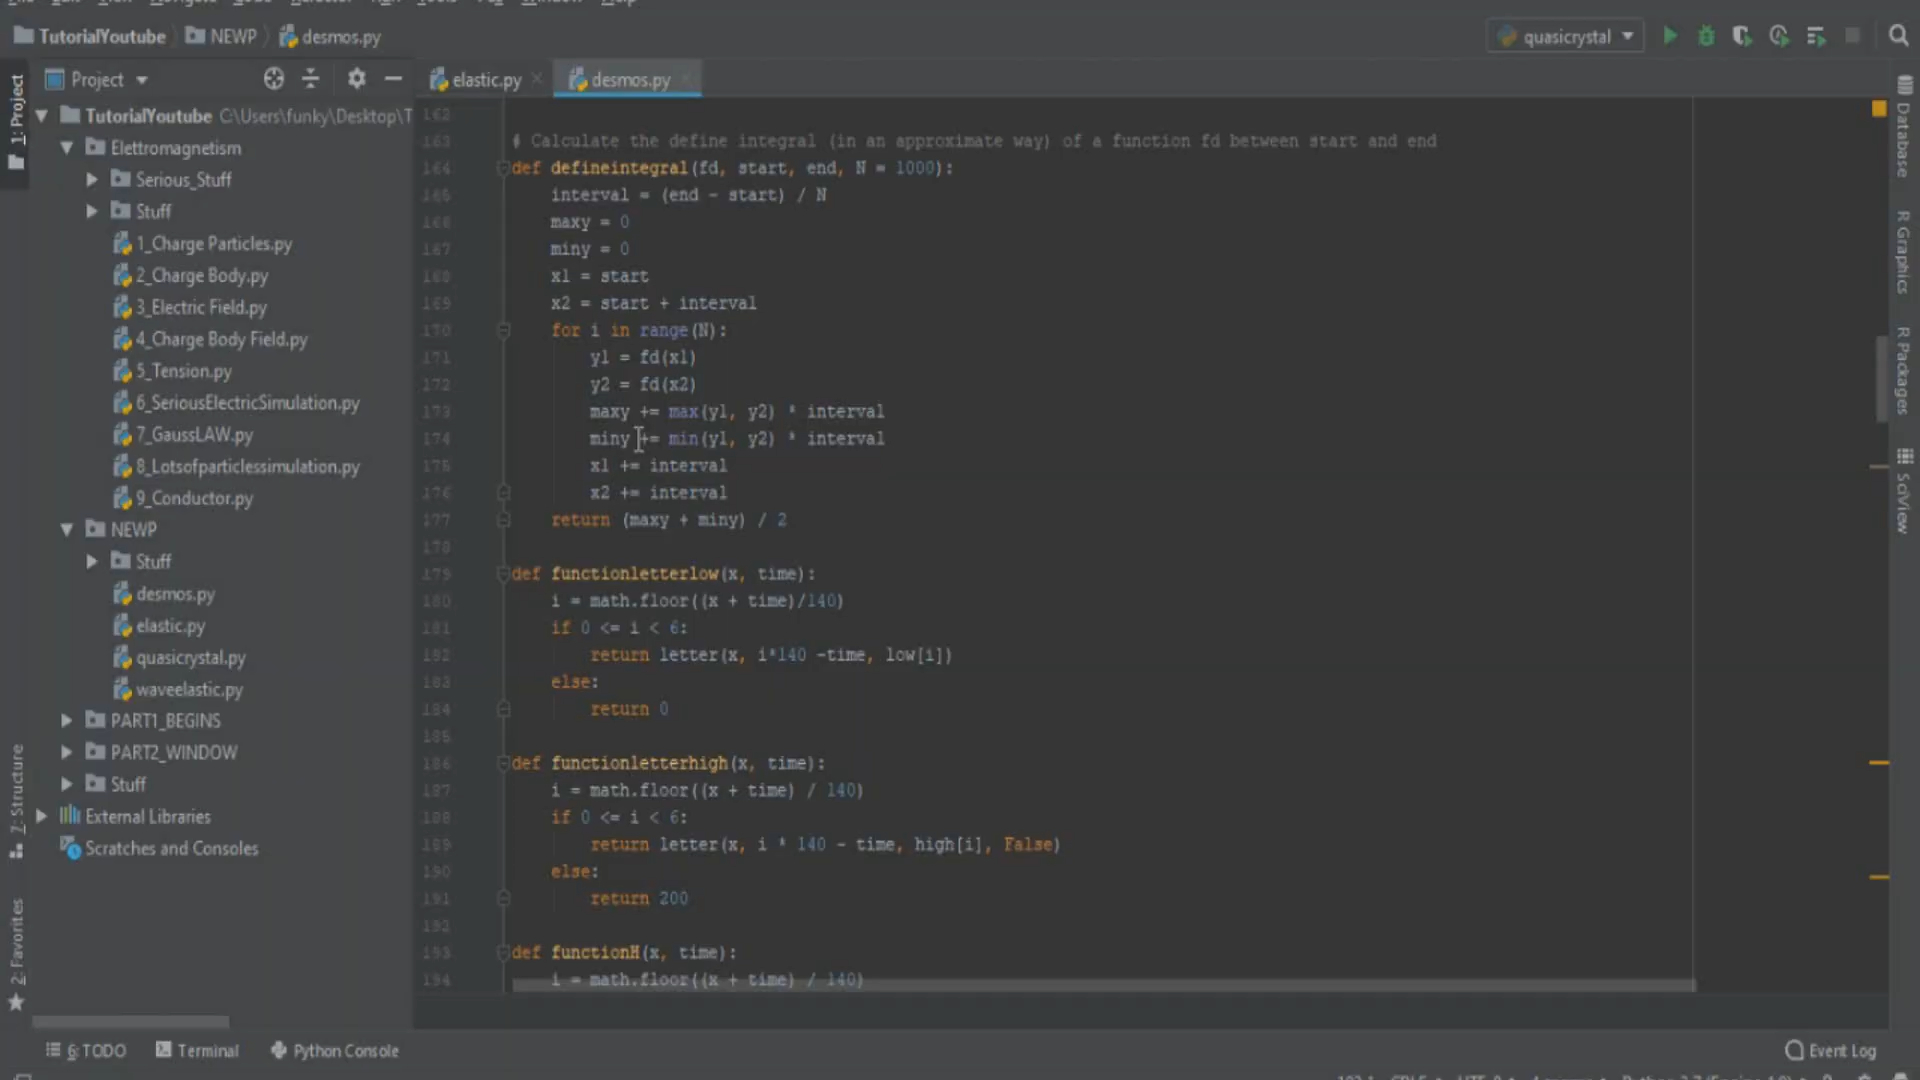 TutorialYoutube NEWP desmos.py
quasicrystal
Project
elastic.py
desmos.py
1: Project
TutorialYoutube C:\Users\funky\Desktop\T
Elettromagnetism
Serious_Stuff
Stuff
1_Charge Particles.py
2_Charge Body.py
3_Electric Field.py
4_Charge Body Field.py
5_Tension.py
6_SeriousElectricSimulation.py
7_GaussLAW.py
8_Lotsofparticlessimulation.py
9_Conductor.py
NEWP
Stuff
desmos.py
elastic.py
quasicrystal.py
waveelastic.py
PART1_BEGINS
PART2_WINDOW
Stuff
External Libraries
Scratches and Consoles
7: Structure
2: Favorites
162
163 # Calculate the define integral (in an approximate way) of a function fd between start and end
164 def defineintegral(fd, start, end, N = 1000):
165 interval = (end - start) / N
166 maxy = 0
167 miny = 0
168 x1 = start
169 x2 = start + interval
170 for i in range(N):
171 y1 = fd(x1)
172 y2 = fd(x2)
173 maxy += max(y1, y2) * interval
174 miny += min(y1, y2) * interval
175 x1 += interval
176 x2 += interval
177 return (maxy + miny) / 2
178
179 def functionletterlow(x, time):
180 i = math.floor((x + time)/140)
181 if 0 <= i < 6:
182 return letter(x, i*140 -time, low[i])
183 else:
184 return 0
185
186 def functionletterhigh(x, time):
187 i = math.floor((x + time) / 140)
188 if 0 <= i < 6:
189 return letter(x, i * 140 - time, high[i], False)
190 else:
191 return 200
192
193 def functionH(x, time):
194 i = math.floor((x + time) / 140)
Database
R Graphics
R Packages
SciView
6: TODO
Terminal
Python Console
Event Log